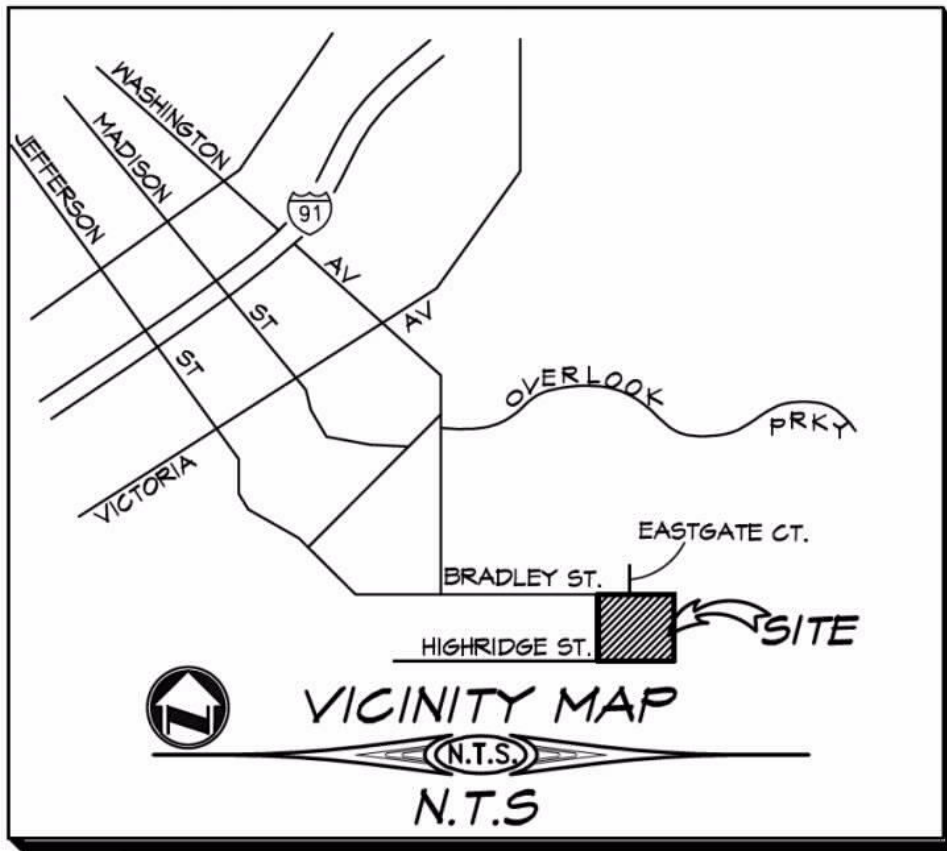 WASHINGTON
MADISON
JEFFERSON
91
AV
ST
AV
ST
OVERLOOK
PRKY
VICTORIA
EASTGATE CT.
BRADLEY ST.
SITE
HIGHRIDGE ST.
N
VICINITY MAP
N.T.S.
N.T.S